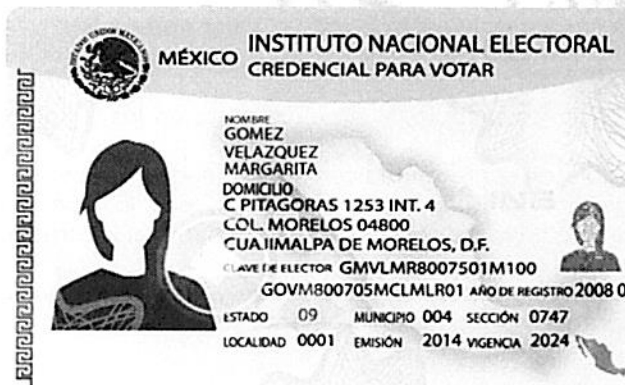 MÉXICO
INSTITUTO NACIONAL ELECTORAL
CREDENCIAL PARA VOTAR
NOMBRE
GOMEZ
VELAZQUEZ
MARGARITA
DOMICILIO
C PITAGORAS 1253 INT. 4
COL. MORELOS 04800
CUAJIMALPA DE MORELOS, D.F.
CLAVE DE ELECTOR GMVLMR8007501M100
GOVM800705MCLMLR01 AÑO DE REGISTRO 2008 0
ESTADO 09 MUNICIPIO 004 SECCIÓN 0747
LOCALIDAD 0001 EMISIÓN 2014 VIGENCIA 2024